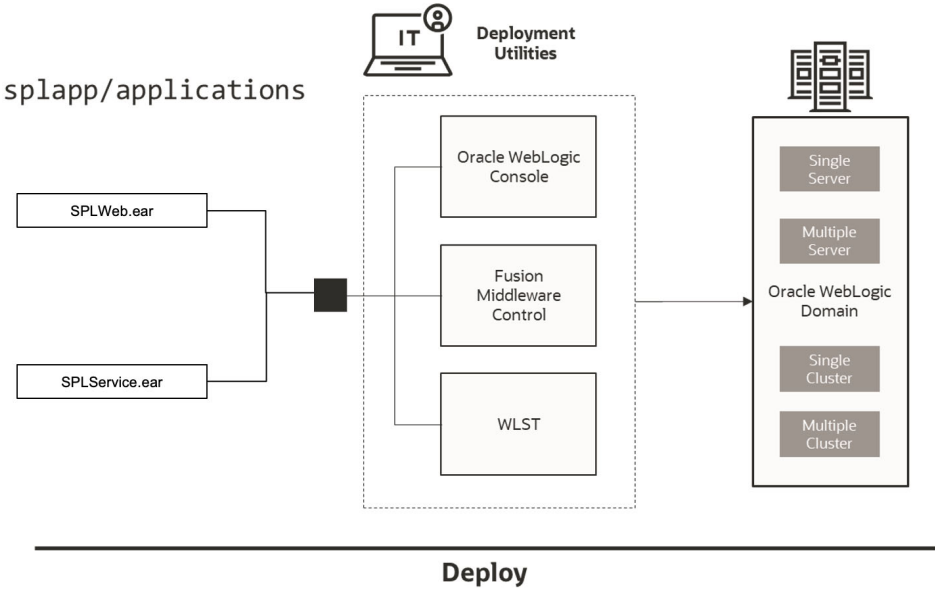 IT
Deployment
Utilities
splapp/applications
SPLWeb.ear
SPLService.ear
Oracle WebLogic
Console
Fusion
Middleware
Control
WLST
Single
Server
Multiple
Server
Oracle WebLogic
Domain
Single
Cluster
Multiple
Cluster
Deploy